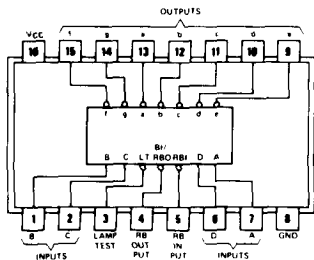 OUTPUTS
VCC f g a b c d e
16 15 14 13 12 11 10 9
f g a b c d e
BI/
B C LT RBO RBI D A
1 2 3 4 5 6 7 8
B C LAMP TEST RB OUT PUT RB IN PUT D A GND
INPUTS INPUTS